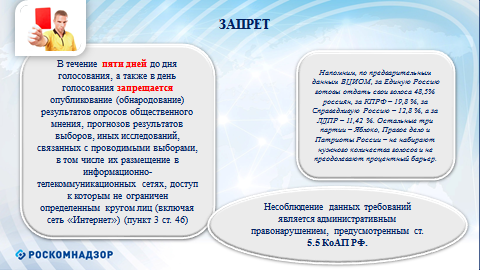 ЗАПРЕТ
В течение пяти дней до дня
голосования, а также в день
голосования запрещается
опубликование (обнародование)
результатов опросов общественного
мнения, прогнозов результатов
выборов, иных исследований,
связанных с проводимыми выборами,
в том числе их размещение в
информационно-
телекоммуникационных сетях, доступ
к которым не ограничен
определенным кругом лиц (включая
сеть «Интернет») (пункт 3 ст. 46)
Напомним, по предварительным
данным ВЦИОМ, за Единую Россию
готовы отдать свои голоса 48,5%
россиян, за КПРФ – 19,8 %, за
Справедливую Россию – 12,8 %, а за
ЛДПР – 11,42 %. Остальные три
партии – Яблоко, Правое дело и
Патриоты России – не набирают
нужного количества голосов и не
преодолевают процентный барьер.
Несоблюдение данных требований
является административным
правонарушением, предусмотренным ст.
5.5 КоАП РФ.
РОСКОМНАДЗОР